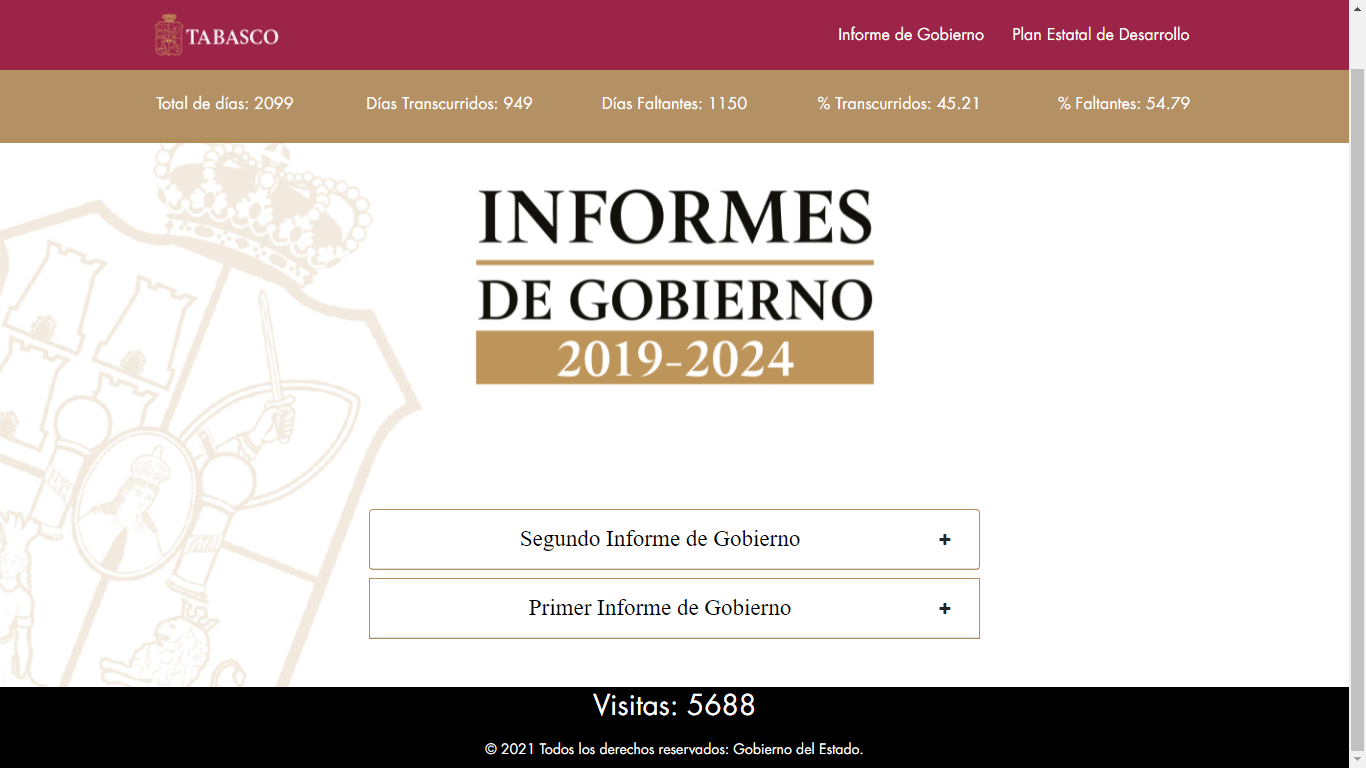 TABASCO
Informe de Gobierno
Plan Estatal de Desarrollo
Total de días: 2099
Días Transcurridos: 949
Días Faltantes: 1150
% Transcurridos: 45.21
% Faltantes: 54.79
INFORMES
DE GOBIERNO
2019-2024
Segundo Informe de Gobierno +
Primer Informe de Gobierno +
Visitas: 5688
© 2021 Todos los derechos reservados: Gobierno del Estado.